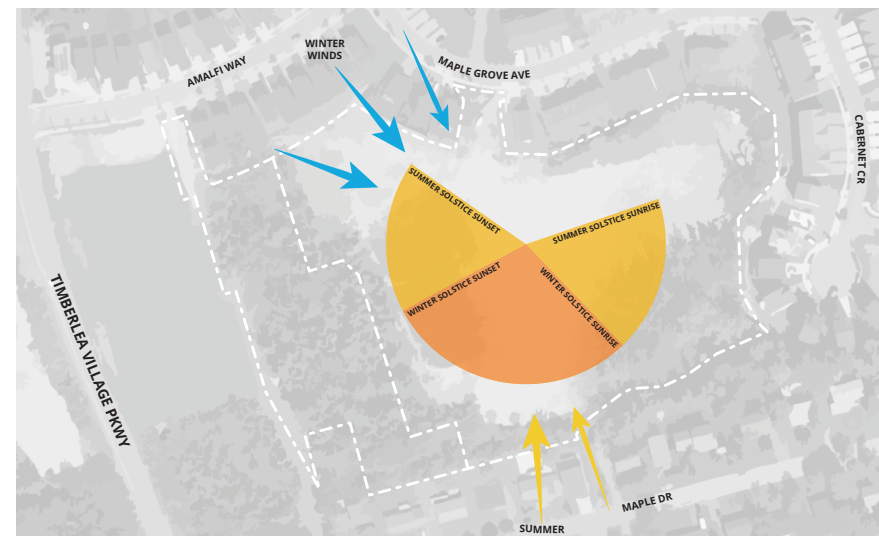 WINTER
WINDS
AMALFI WAY
MAPLE GROVE AVE
CABERNET CR
SUMMER SOLSTICE SUNSET
SUMMER SOLSTICE SUNRISE
WINTER SOLSTICE SUNSET
WINTER SOLSTICE SUNRISE
TIMBERLEA VILLAGE PKWY
MAPLE DR
SUMMER